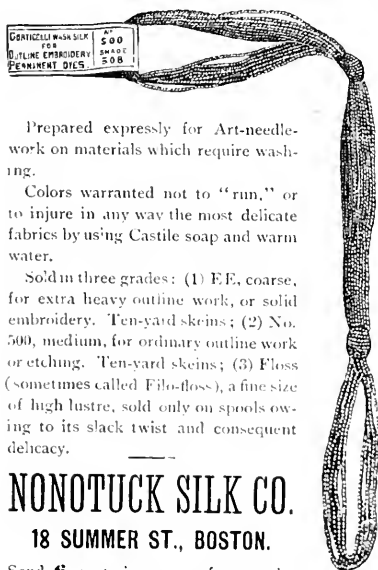 CORTICELLI WASH SILK
FOR
OUTLINE EMBROIDERY
PERMANENT DYES.
Nº
500
SHADE
508
Prepared expressly for Art-needle-
work on materials which require wash-
ing.
Colors warranted not to “run,” or
to injure in any way the most delicate
fabrics by using Castile soap and warm
water.
Sold in three grades: (1) EE, coarse,
for extra heavy outline work, or solid
embroidery. Ten-yard skeins; (2) No.
500, medium, for ordinary outline work
or etching. Ten-yard skeins; (3) Floss
(sometimes called Filo-floss), a fine size
of high lustre, sold only on spools ow-
ing to its slack twist and consequent
delicacy.
NONOTUCK SILK CO.
18 SUMMER ST., BOSTON.